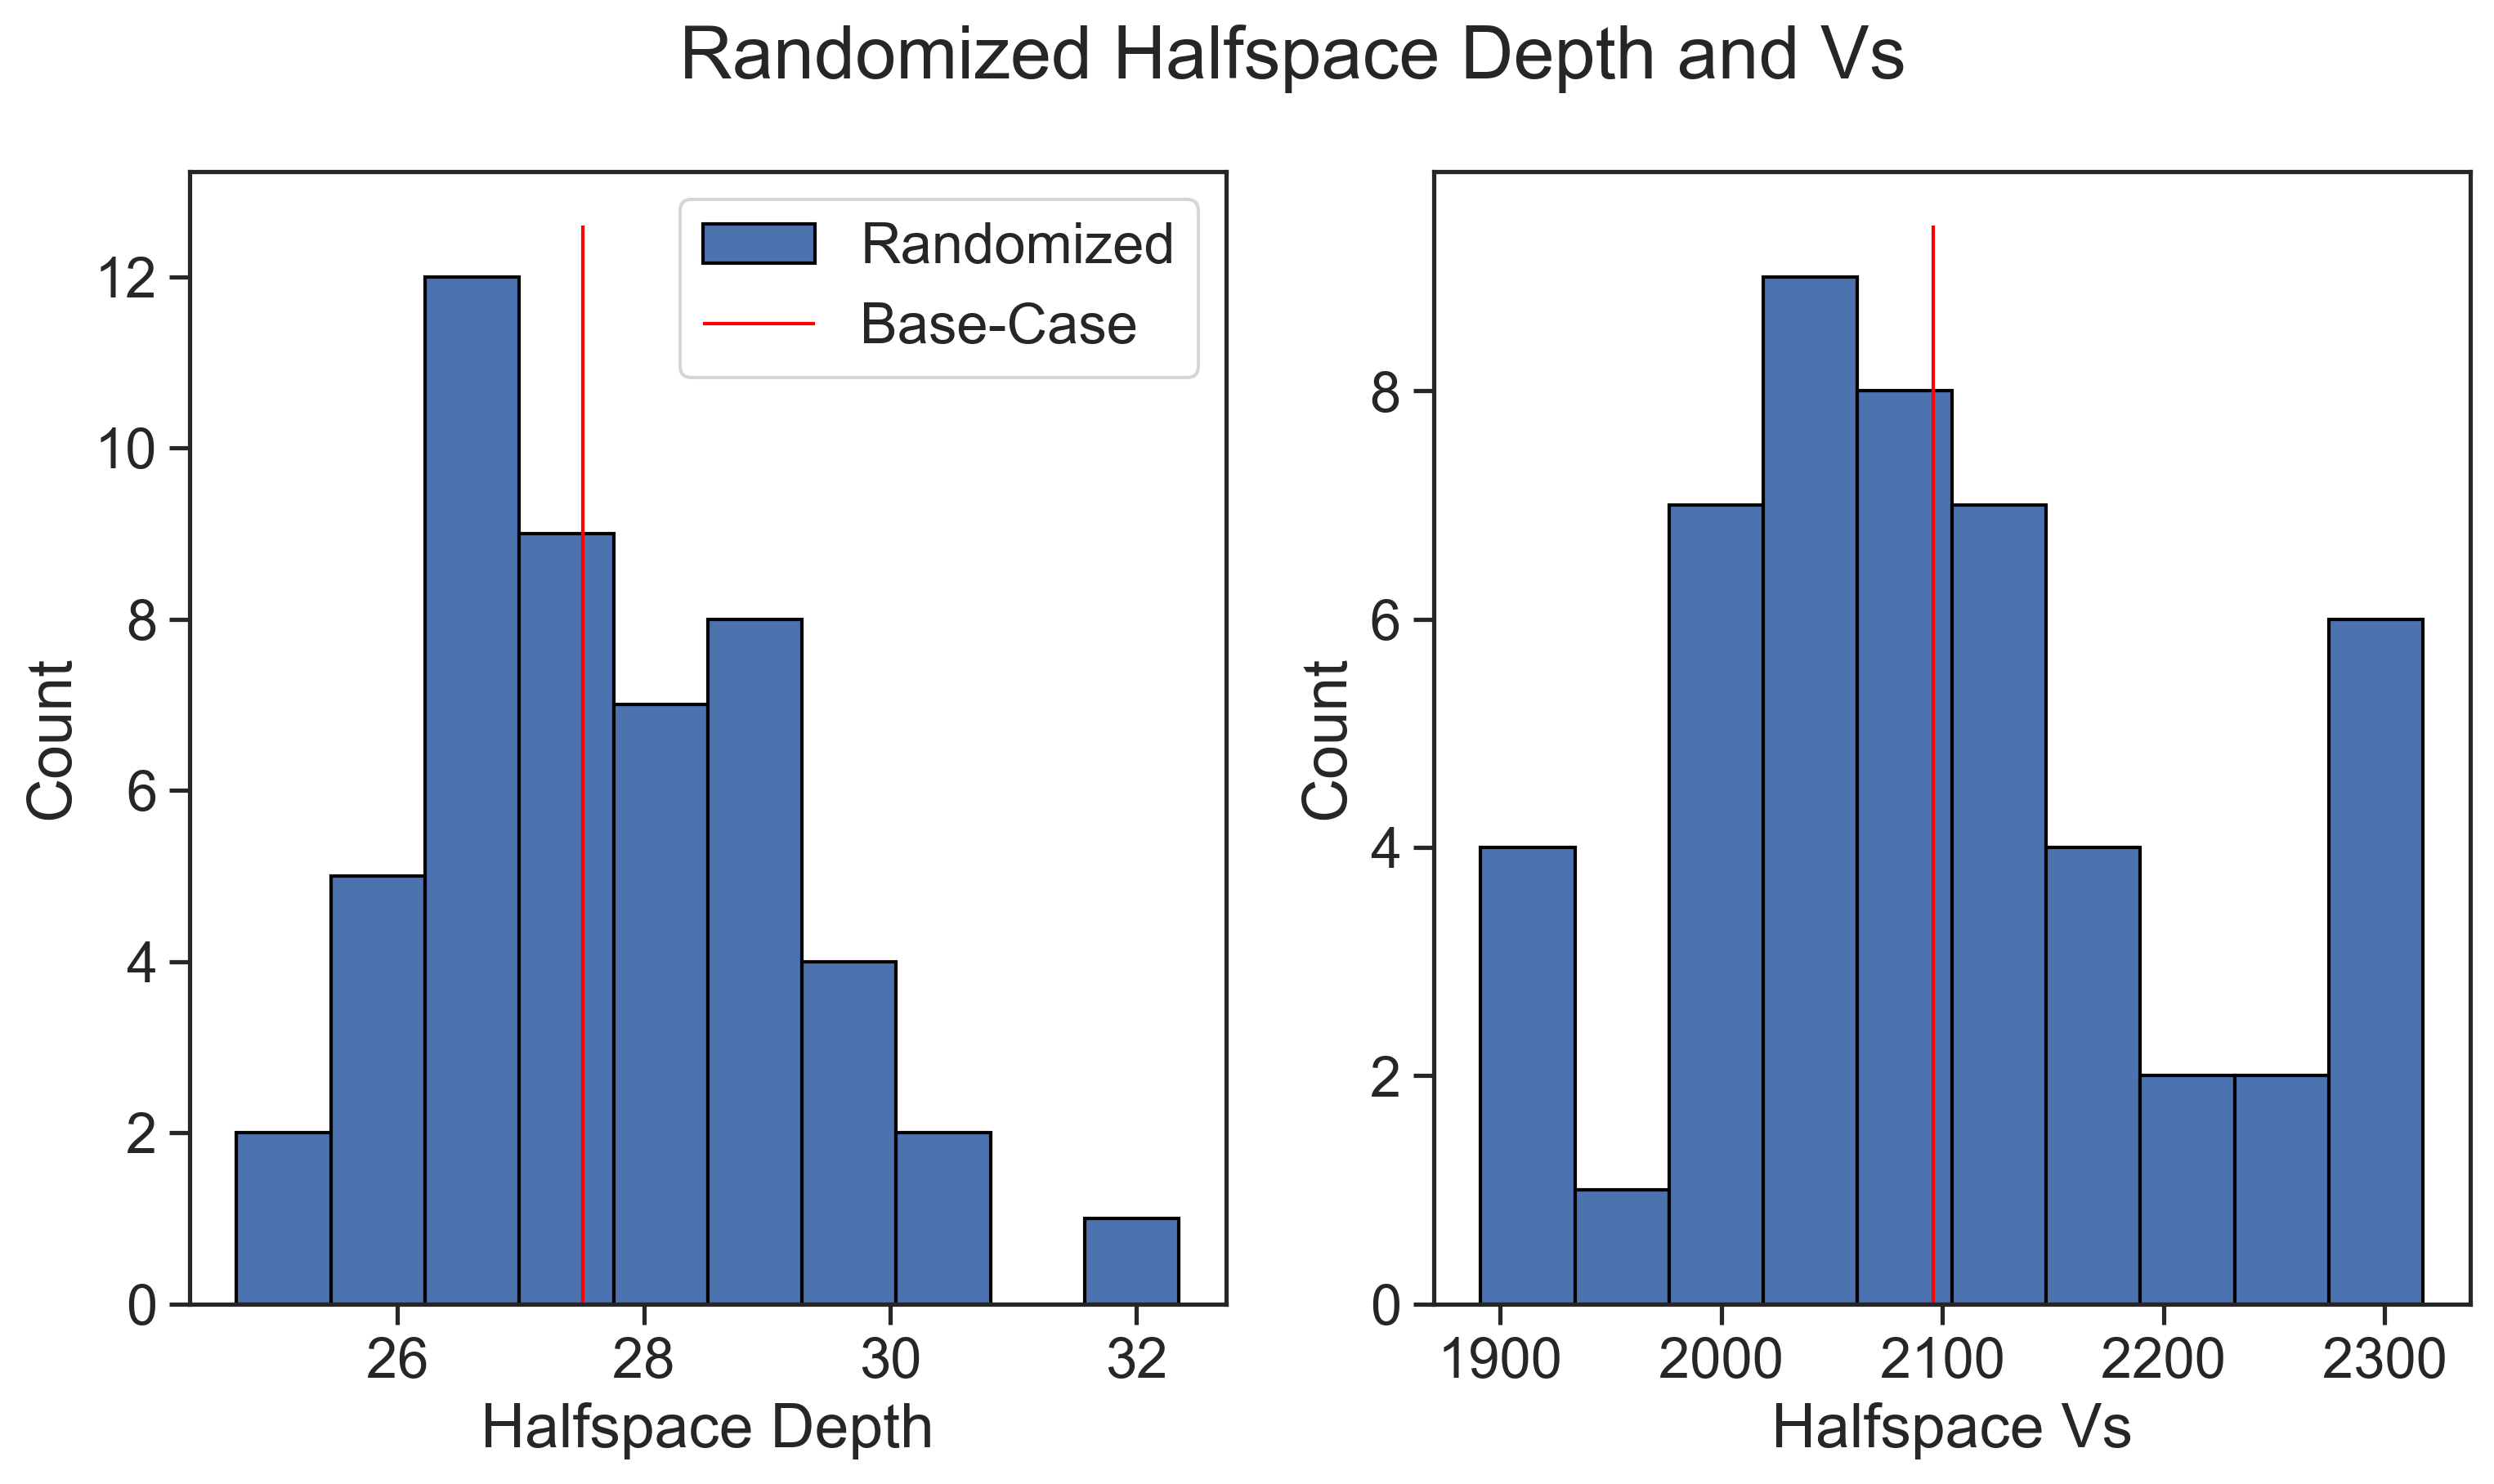 Randomized Halfspace Depth and Vs
Randomized
Base-Case
Count
12
10
8
6
4
2
0
26 28 30 32
Halfspace Depth
Count
8
6
4
2
0
1900 2000 2100 2200 2300
Halfspace Vs